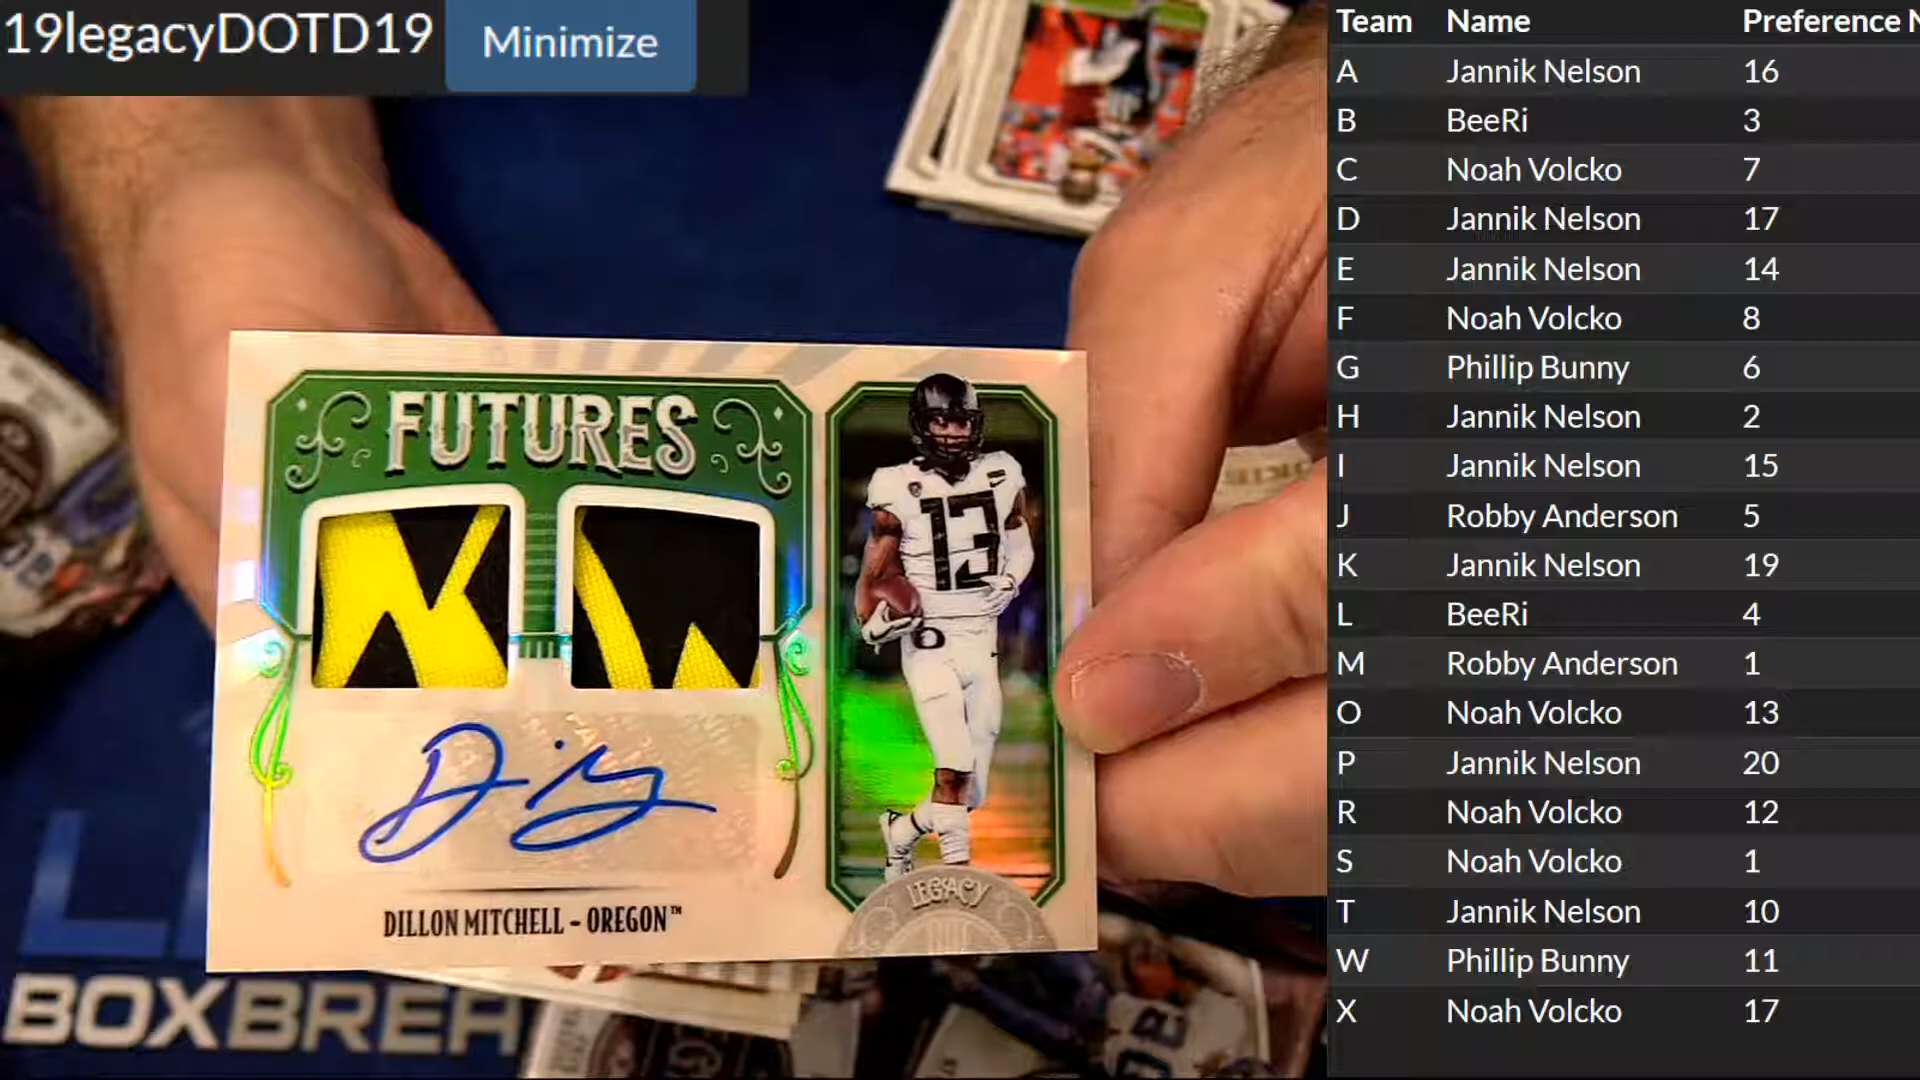 19legacyDOTD19
Minimize
FUTURES
13
DILLON MITCHELL - OREGON™
LEGACY
BOXBREA
Team Name Preference N
A Jannik Nelson 16
B BeeRi 3
C Noah Volcko 7
D Jannik Nelson 17
E Jannik Nelson 14
F Noah Volcko 8
G Phillip Bunny 6
H Jannik Nelson 2
I Jannik Nelson 15
J Robby Anderson 5
K Jannik Nelson 19
L BeeRi 4
M Robby Anderson 1
O Noah Volcko 13
P Jannik Nelson 20
R Noah Volcko 12
S Noah Volcko 1
T Jannik Nelson 10
W Phillip Bunny 11
X Noah Volcko 17